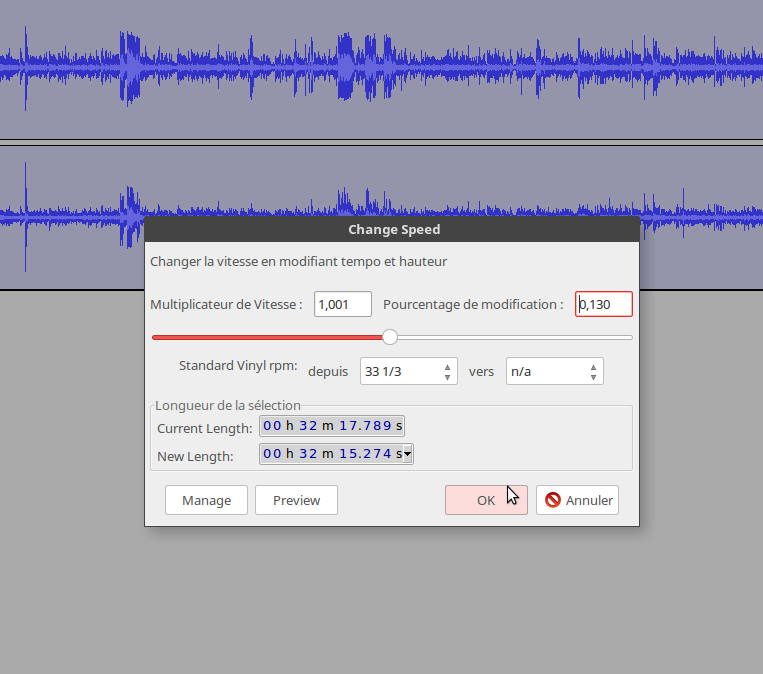 Change Speed
Changer la vitesse en modifiant tempo et hauteur
Multiplicateur de Vitesse : 1,001 Pourcentage de modification : 0,130
Standard Vinyl rpm: depuis 33 1/3 vers n/a
Longueur de la sélection
Current Length: 00 h 32 m 17.789 s
New Length: 00 h 32 m 15.274 s
Manage Preview OK Annuler